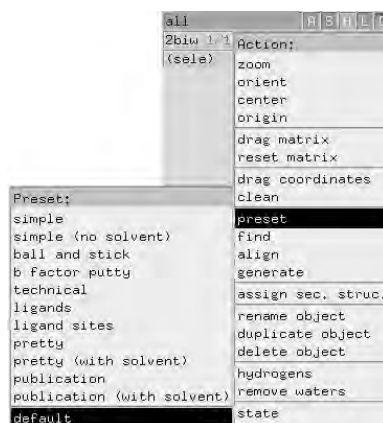 all A S H L
2biw 1/1
(sele)
Action:
zoom
orient
center
origin
drag matrix
reset matrix
drag coordinates
clean
preset
find
align
generate
assign sec. struc.
rename object
duplicate object
delete object
hydrogens
remove waters
state
Preset:
simple
simple (no solvent)
ball and stick
b factor putty
technical
ligands
ligand sites
pretty
pretty (with solvent)
publication
publication (with solvent)
default